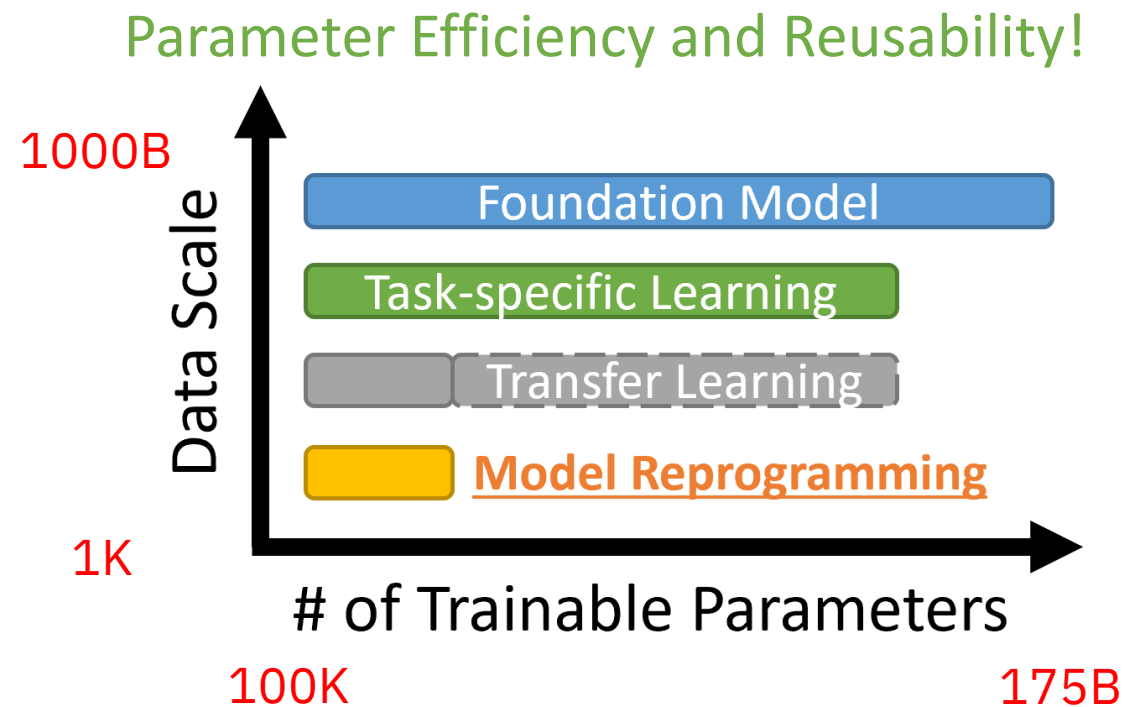 Parameter Efficiency and Reusability!
1000B
Data Scale
Foundation Model
Task-specific Learning
Transfer Learning
Model Reprogramming
1K
# of Trainable Parameters
100K
175B